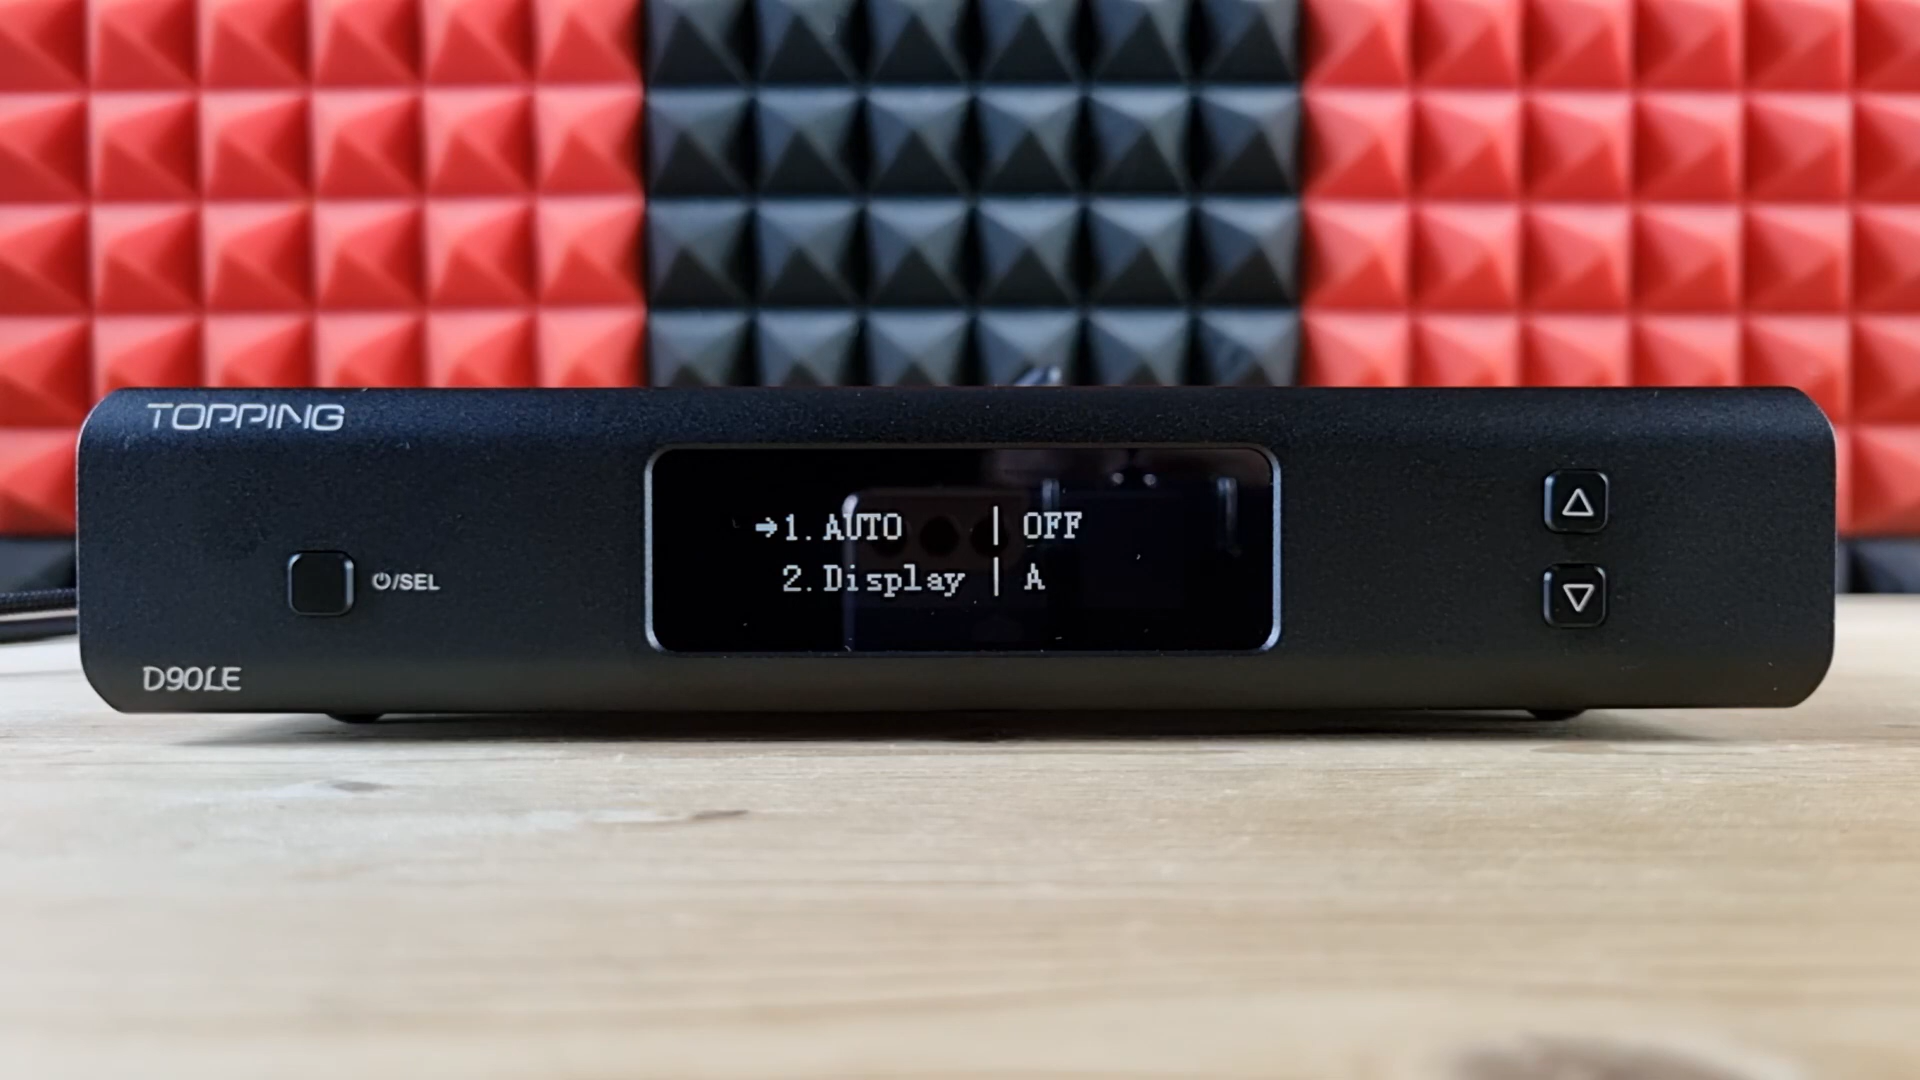 TOPPING
→1.AUTO | OFF
2.Display | A
⏻/SEL
D90LE